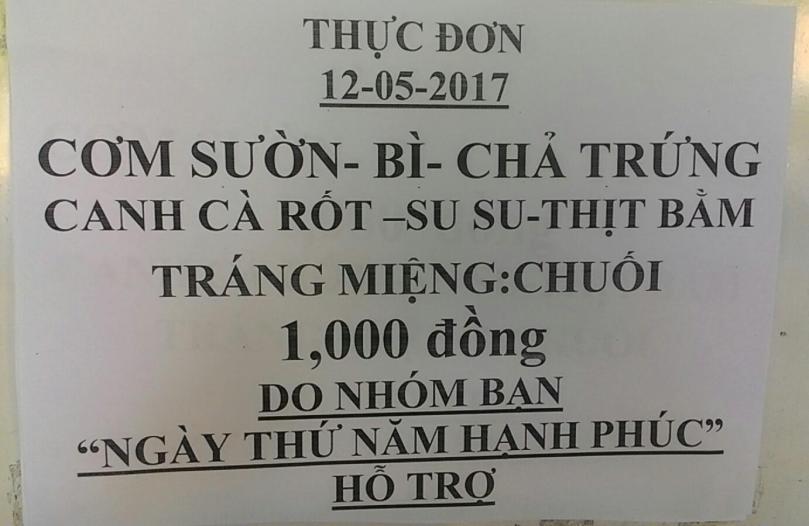 THỰC ĐƠN
12-05-2017
CƠM SƯỜN- BÌ- CHẢ TRỨNG
CANH CÀ RỐT –SU SU-THỊT BẰM
TRÁNG MIỆNG:CHUỐI
1,000 đồng
DO NHÓM BẠN
“NGÀY THỨ NĂM HẠNH PHÚC”
HỖ TRỢ